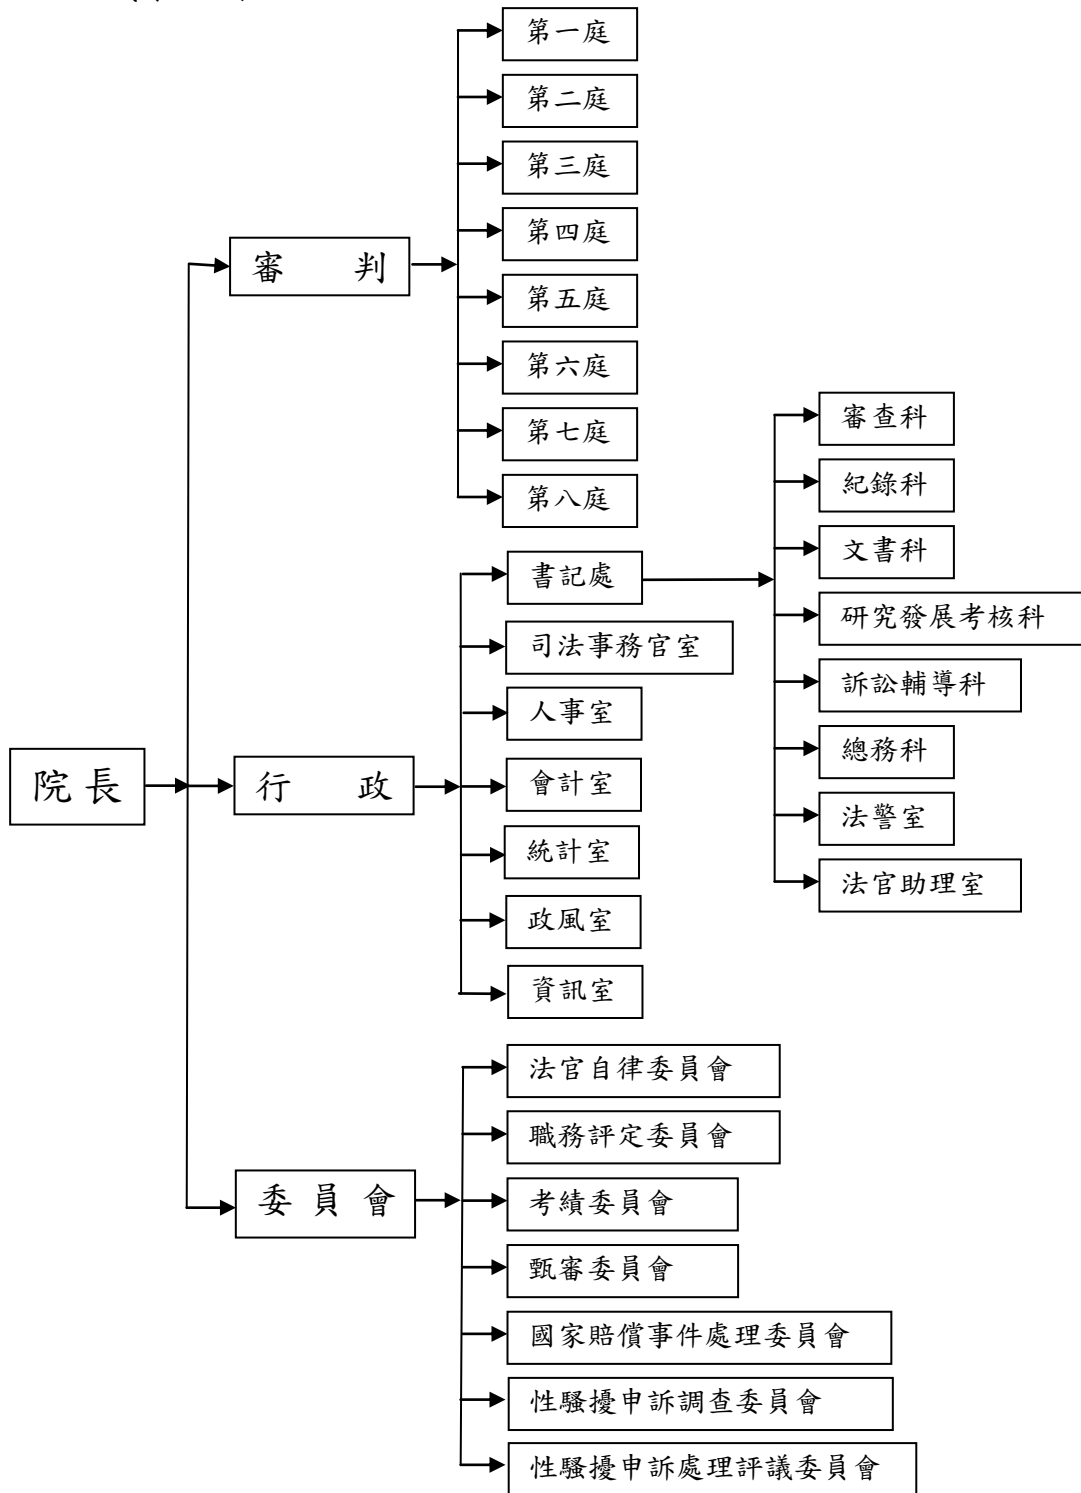 第一庭
第二庭
第三庭
第四庭
第五庭
第六庭
第七庭
第八庭
審判
書記處
司法事務官室
人事室
會計室
統計室
政風室
資訊室
審查科
紀錄科
文書科
研究發展考核科
訴訟輔導科
總務科
法警室
法官助理室
院長
行政
法官自律委員會
職務評定委員會
考績委員會
甄審委員會
國家賠償事件處理委員會
性騷擾申訴調查委員會
性騷擾申訴處理評議委員會
委員會